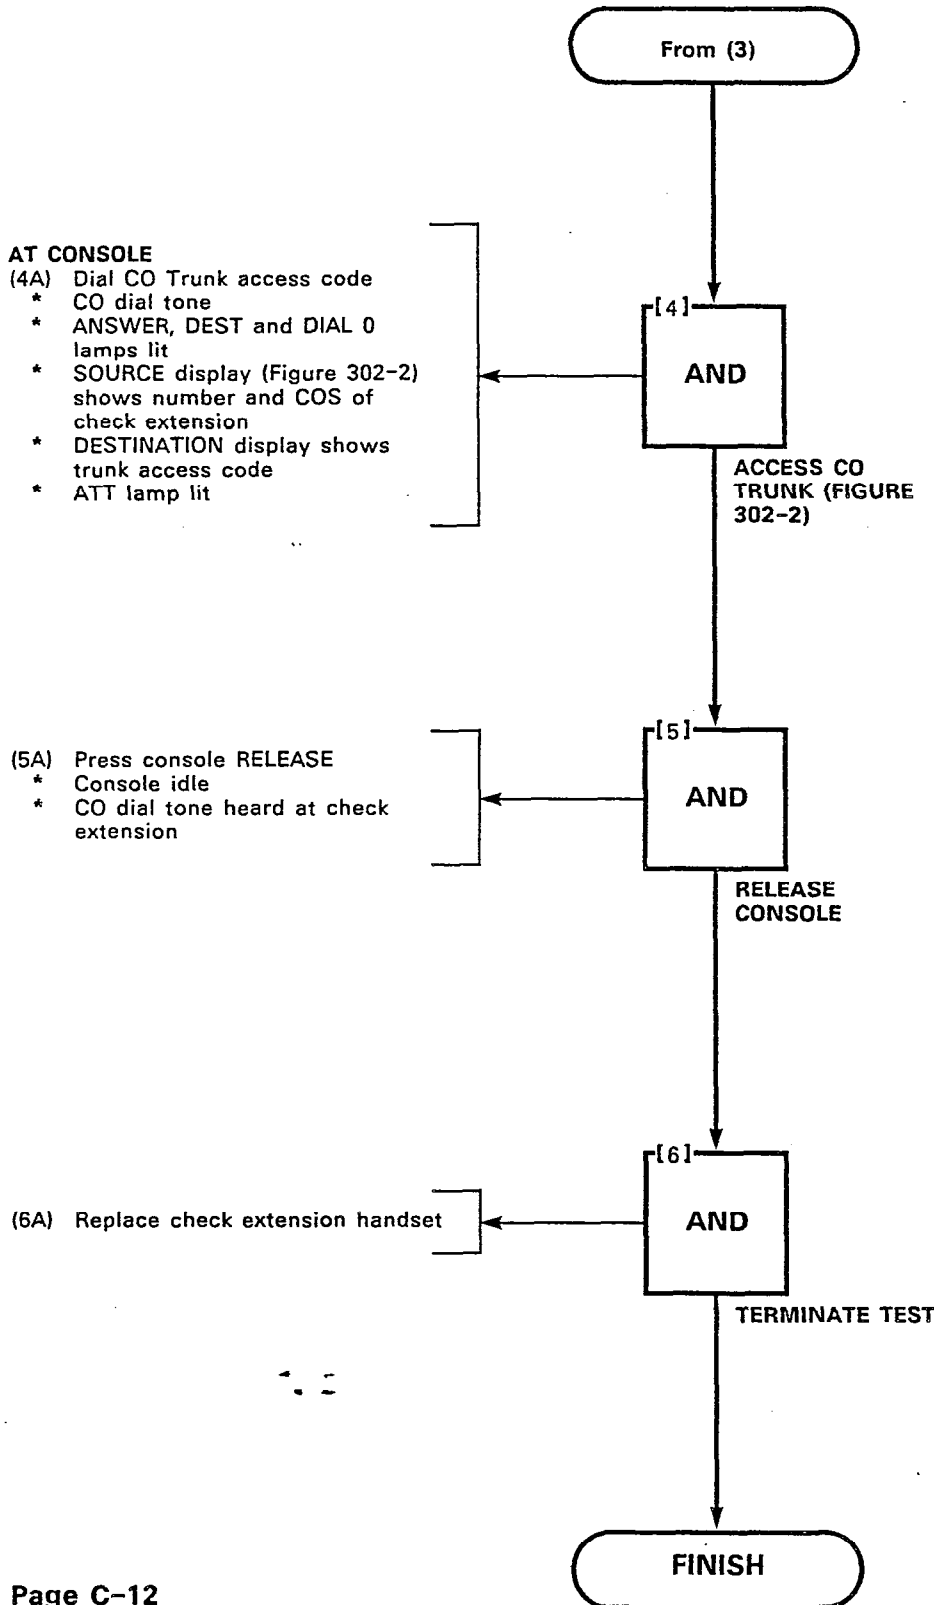 From (3)
AT CONSOLE
(4A) Dial CO Trunk access code
* CO dial tone
* ANSWER, DEST and DIAL 0
lamps lit
* SOURCE display (Figure 302-2)
shows number and COS of
check extension
* DESTINATION display shows
trunk access code
* ATT lamp lit
[4]
AND
ACCESS CO
TRUNK (FIGURE
302-2)
(5A) Press console RELEASE
* Console idle
* CO dial tone heard at check
extension
[5]
AND
RELEASE
CONSOLE
(6A) Replace check extension handset
[6]
AND
TERMINATE TEST
FINISH
Page C-12